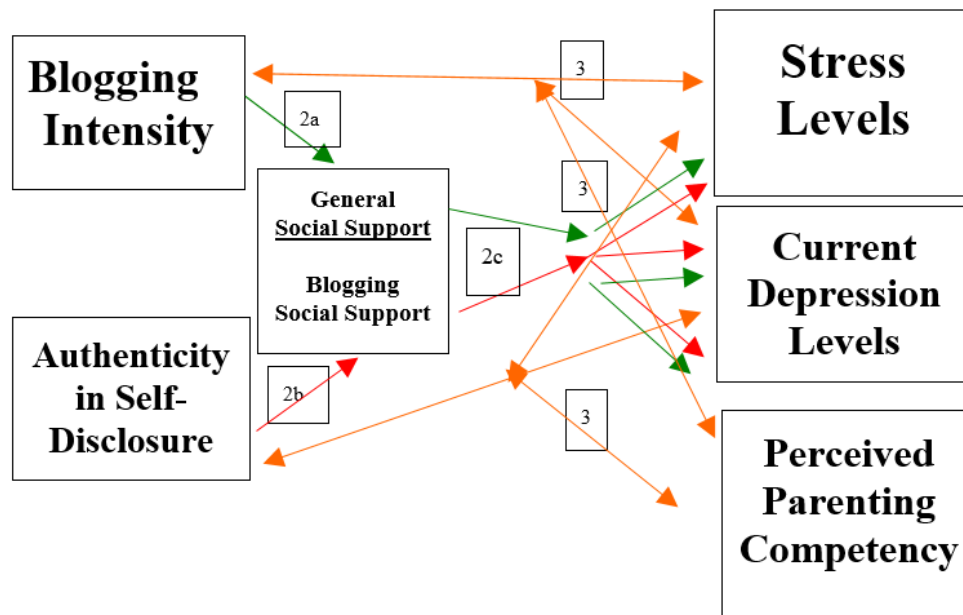 Blogging
Intensity
2a
General
Social Support
Blogging
Social Support
Authenticity
in Self-
Disclosure
2b
2c
3
3
3
Stress
Levels
Current
Depression
Levels
Perceived
Parenting
Competency